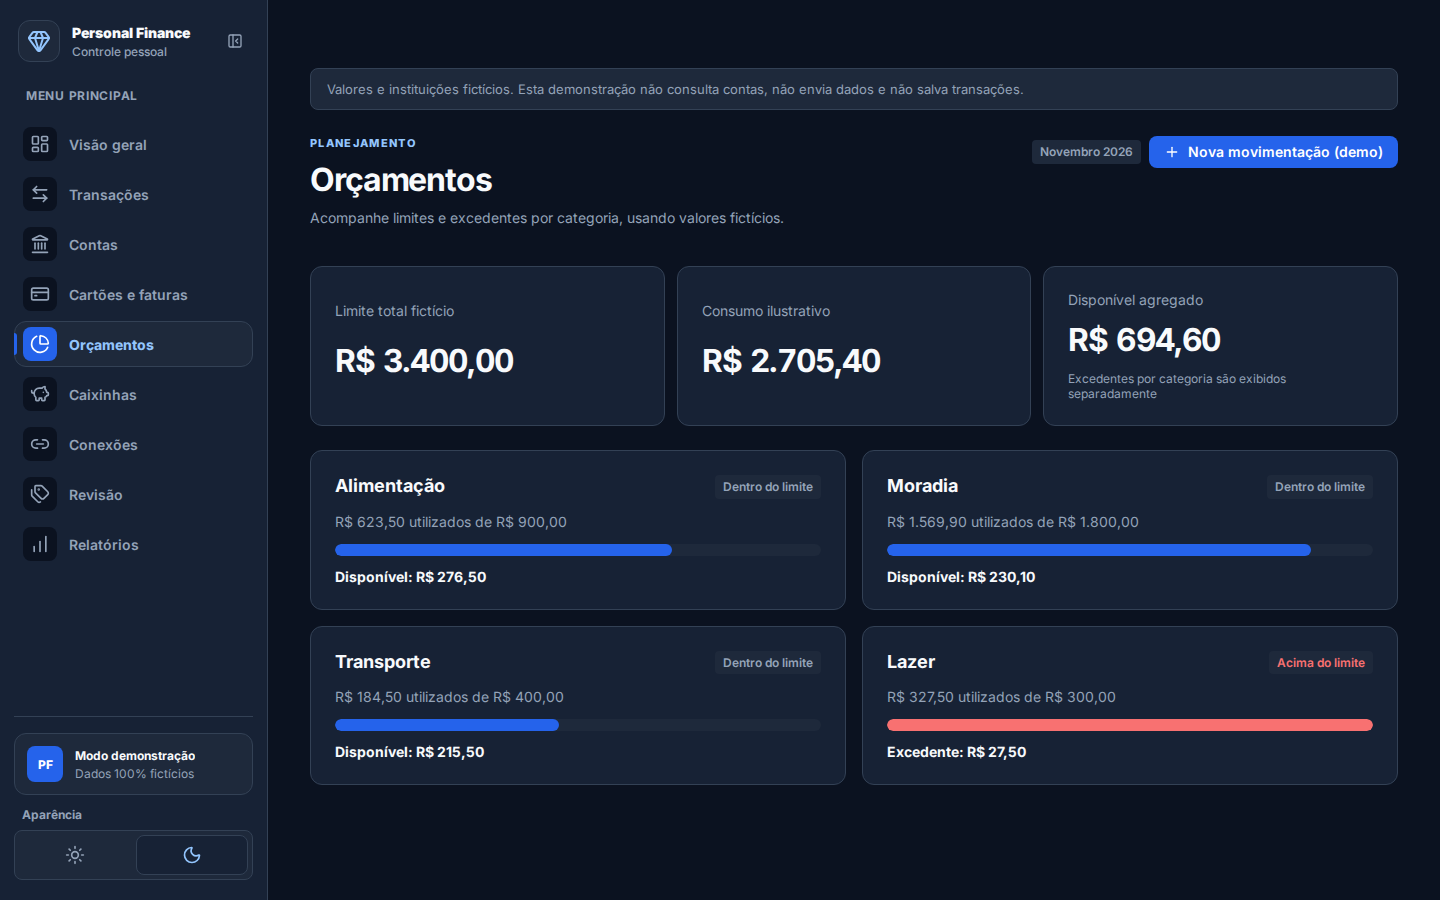 Personal Finance
Controle pessoal
MENU PRINCIPAL
Visão geral
Transações
Contas
Cartões e faturas
Orçamentos
Caixinhas
Conexões
Revisão
Relatórios
PF
Modo demonstração
Dados 100% fictícios
Aparência
Valores e instituições fictícios. Esta demonstração não consulta contas, não envia dados e não salva transações.
PLANEJAMENTO
Orçamentos
Acompanhe limites e excedentes por categoria, usando valores fictícios.
Novembro 2026
Nova movimentação (demo)
Limite total fictício
R$ 3.400,00
Consumo ilustrativo
R$ 2.705,40
Disponível agregado
R$ 694,60
Excedentes por categoria são exibidos
separadamente
Alimentação
Dentro do limite
R$ 623,50 utilizados de R$ 900,00
Disponível: R$ 276,50
Moradia
Dentro do limite
R$ 1.569,90 utilizados de R$ 1.800,00
Disponível: R$ 230,10
Transporte
Dentro do limite
R$ 184,50 utilizados de R$ 400,00
Disponível: R$ 215,50
Lazer
Acima do limite
R$ 327,50 utilizados de R$ 300,00
Excedente: R$ 27,50